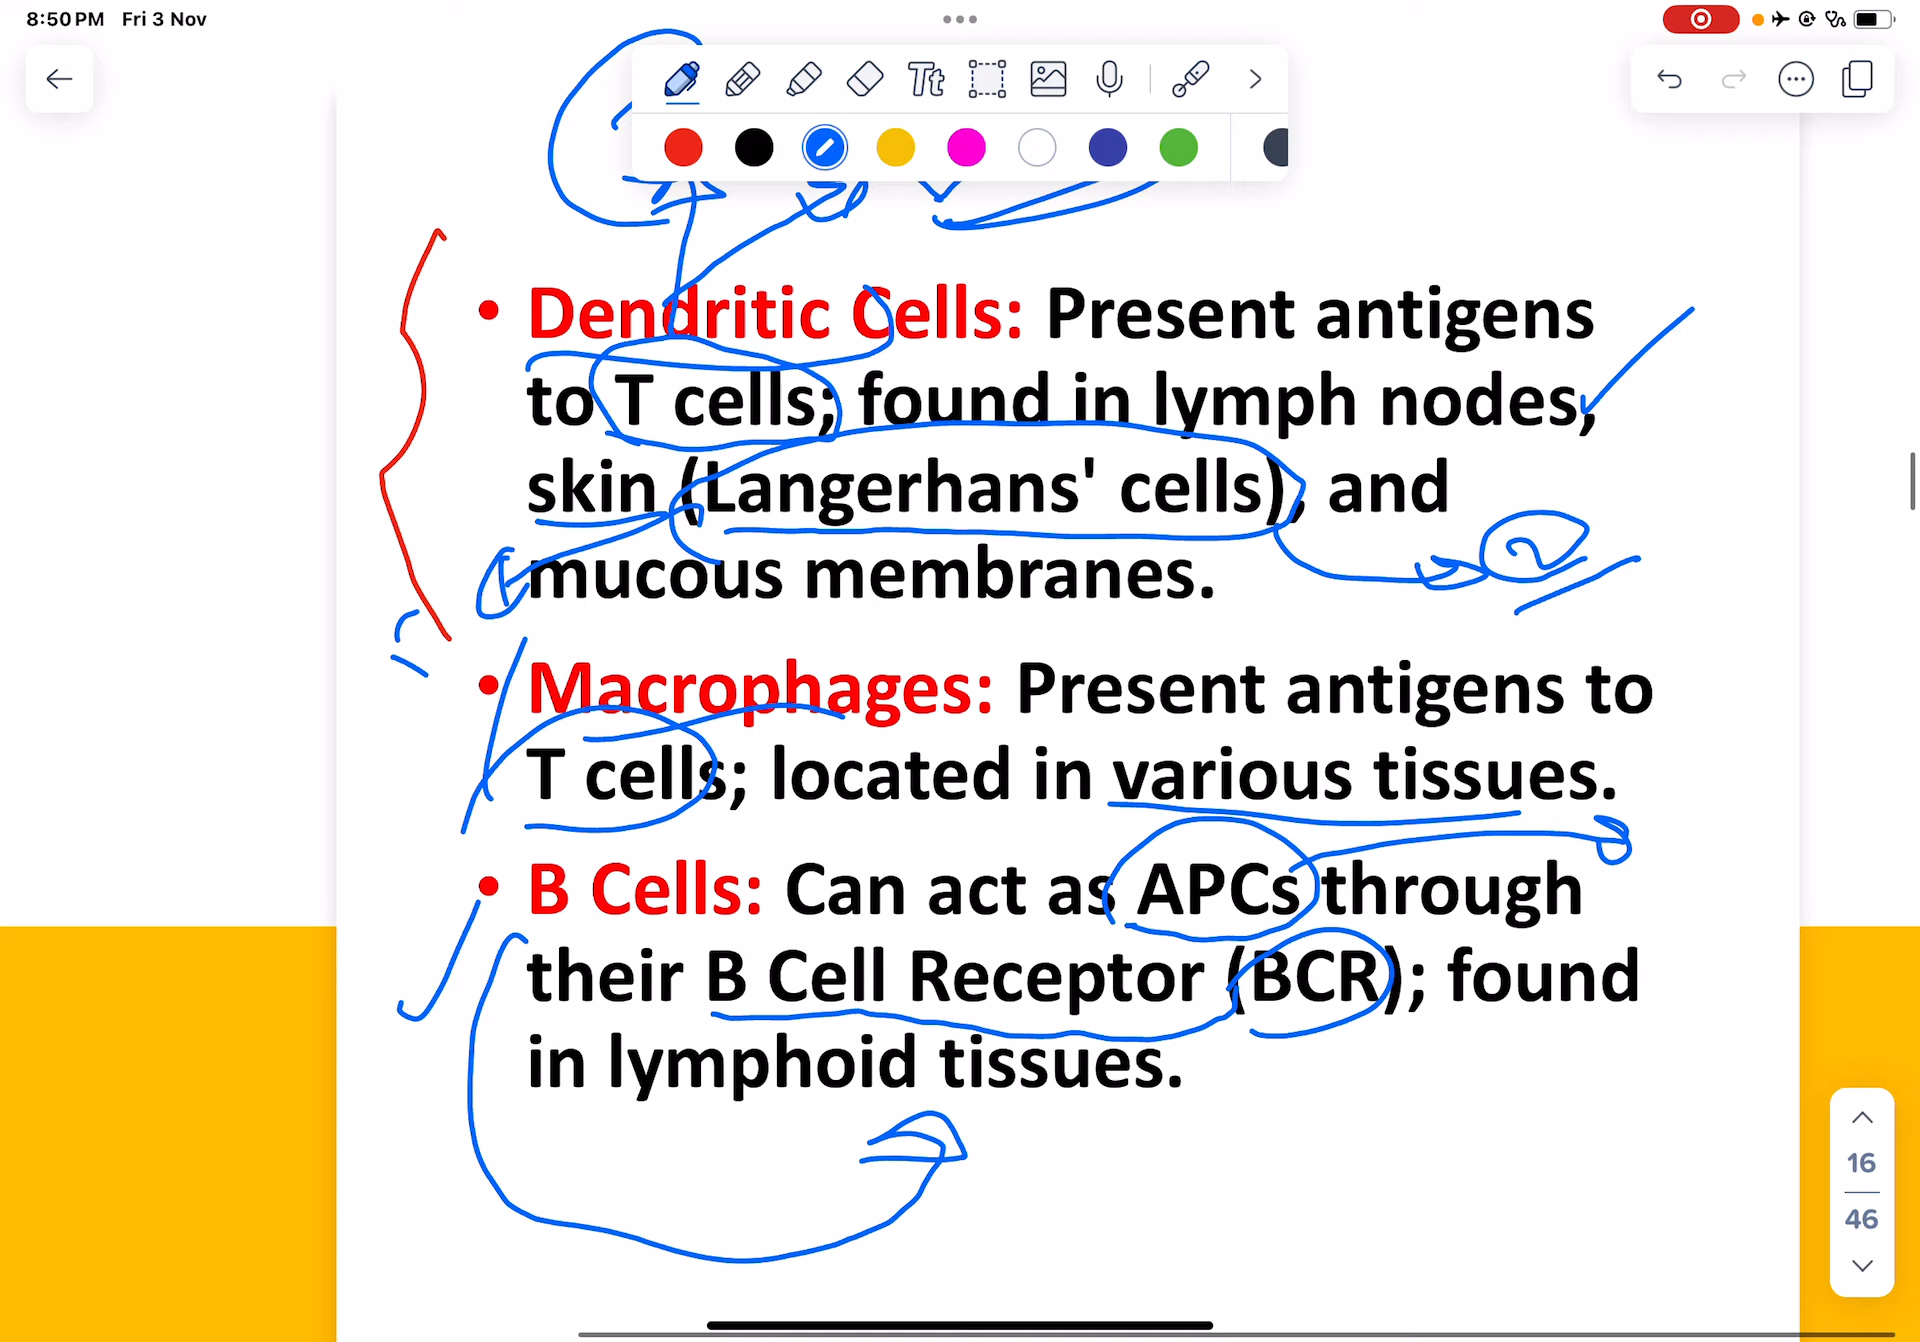 8:50 PM Fri 3 Nov
Tt
• Dendritic Cells: Present antigens
to T cells; found in lymph nodes,
skin (Langerhans' cells), and
mucous membranes.
• Macrophages: Present antigens to
T cells; located in various tissues.
• B Cells: Can act as APCs through
their B Cell Receptor (BCR); found
in lymphoid tissues.
16
46